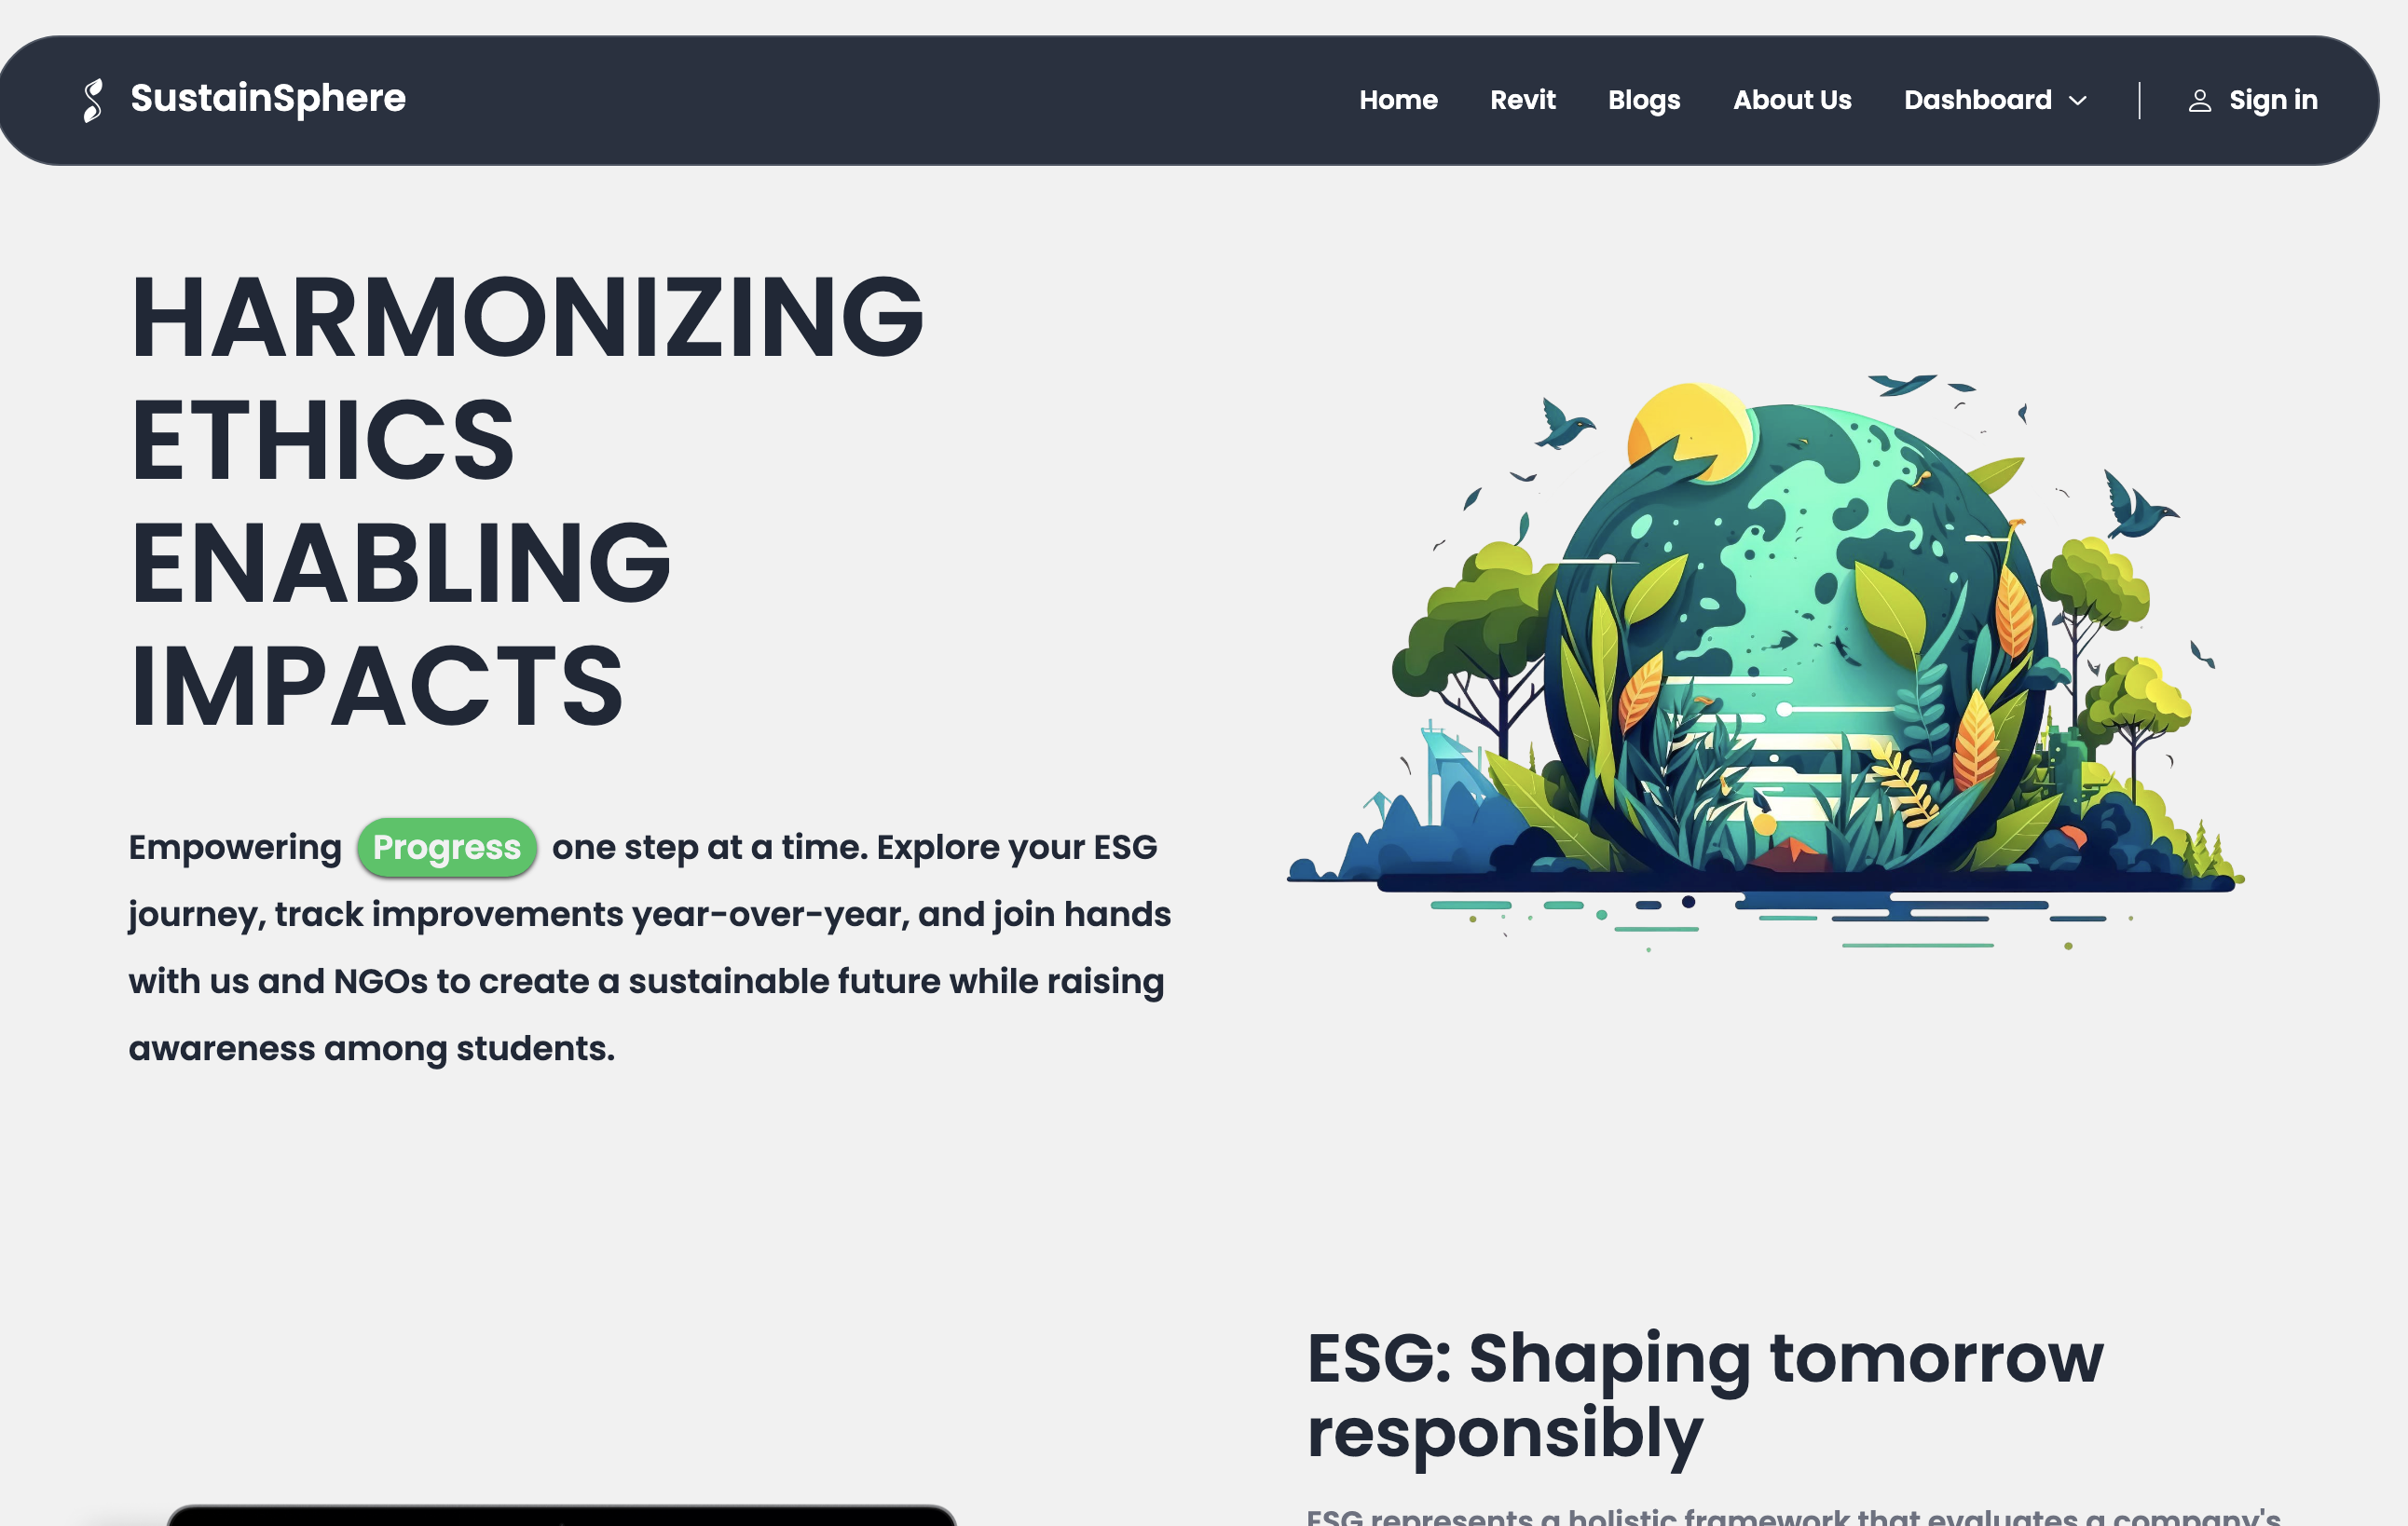 SustainSphere
Home Revit Blogs About Us Dashboard Sign in
HARMONIZING
ETHICS
ENABLING
IMPACTS
Empowering Progress one step at a time. Explore your ESG
journey, track improvements year-over-year, and join hands
with us and NGOs to create a sustainable future while raising
awareness among students.
ESG: Shaping tomorrow
responsibly
ESG represents a holistic framework that evaluates a company's